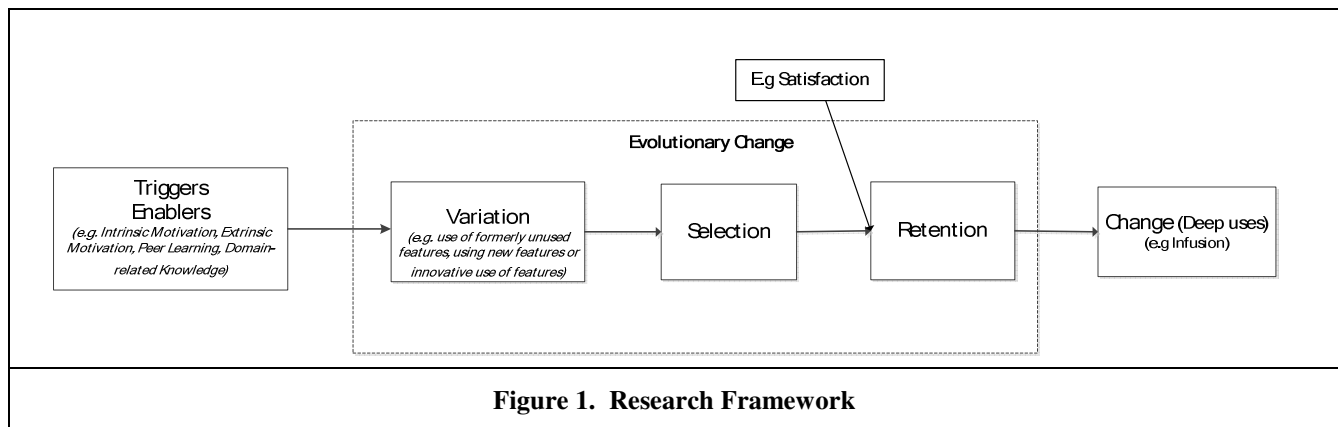 E.g Satisfaction
Evolutionary Change
Triggers
Enablers
(e.g. Intrinsic Motivation, Extrinsic
Motivation, Peer Learning, Domain-
related Knowledge)
Variation
(e.g. use of formerly unused
features, using new features or
innovative use of features)
Selection
Retention
Change (Deep uses)
(e.g Infusion)
Figure 1. Research Framework